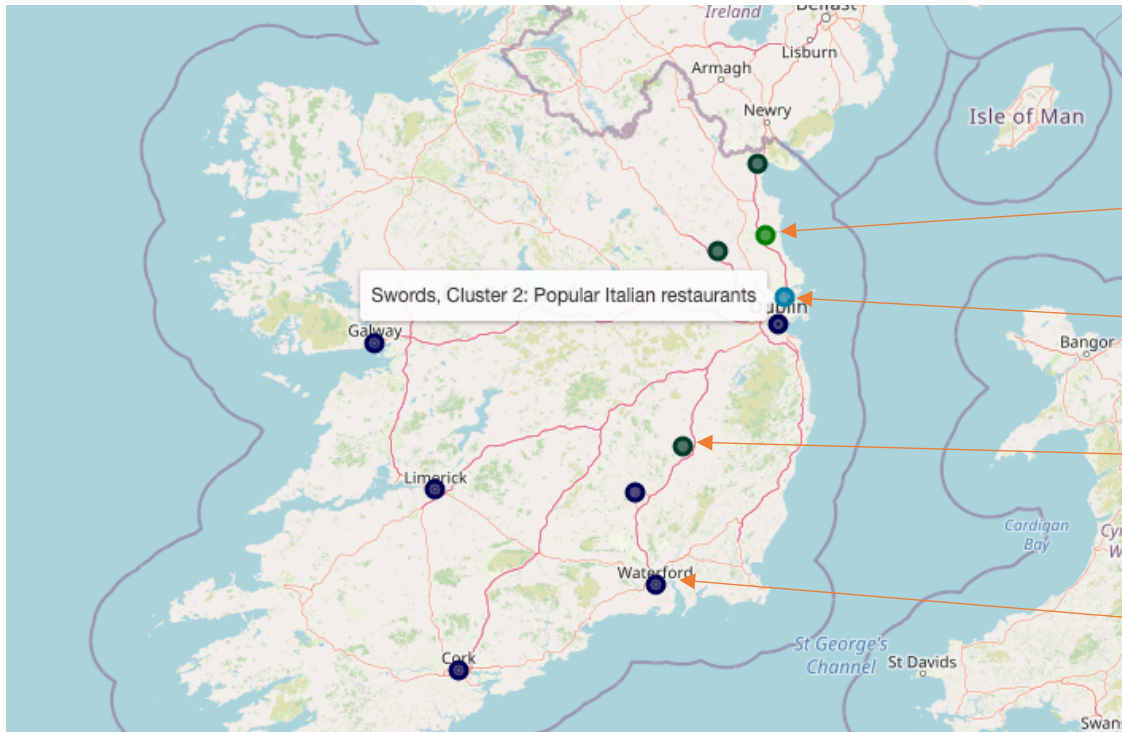 Ireland
Belfast
Lisburn
Armagh
Newry
Isle of Man
Swords, Cluster 2: Popular Italian restaurants
Dublin
Galway
Bangor
Limerick
Cardigan
Bay
Waterford
St George's
Channel
St Davids
Cork